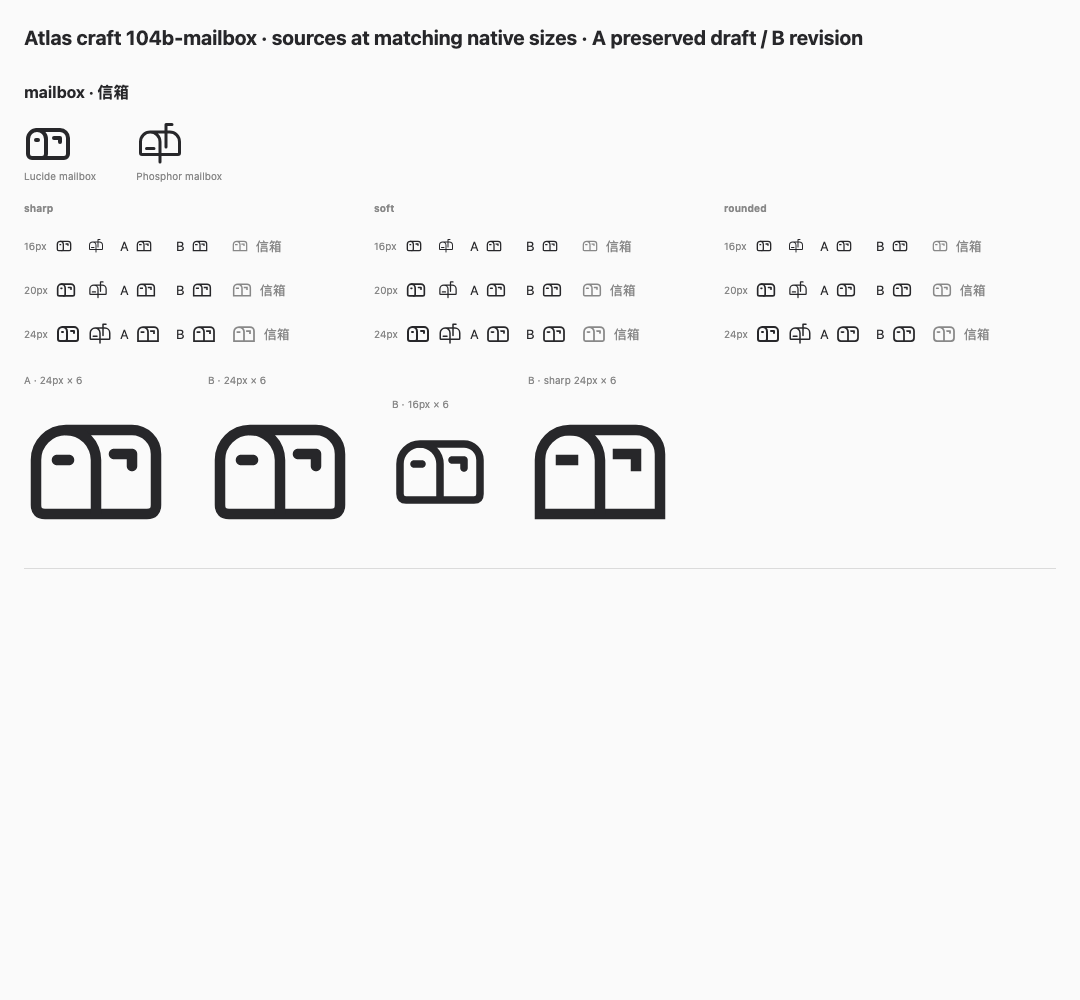 Atlas craft 104b-mailbox · sources at matching native sizes · A preserved draft / B revision
mailbox · 信箱
Lucide mailbox
Phosphor mailbox
sharp
soft
rounded
16px A B 信箱
16px A B 信箱
16px A B 信箱
20px A B 信箱
20px A B 信箱
20px A B 信箱
24px A B 信箱
24px A B 信箱
24px A B 信箱
A · 24px × 6
B · 24px × 6
B · 16px × 6
B · sharp 24px × 6